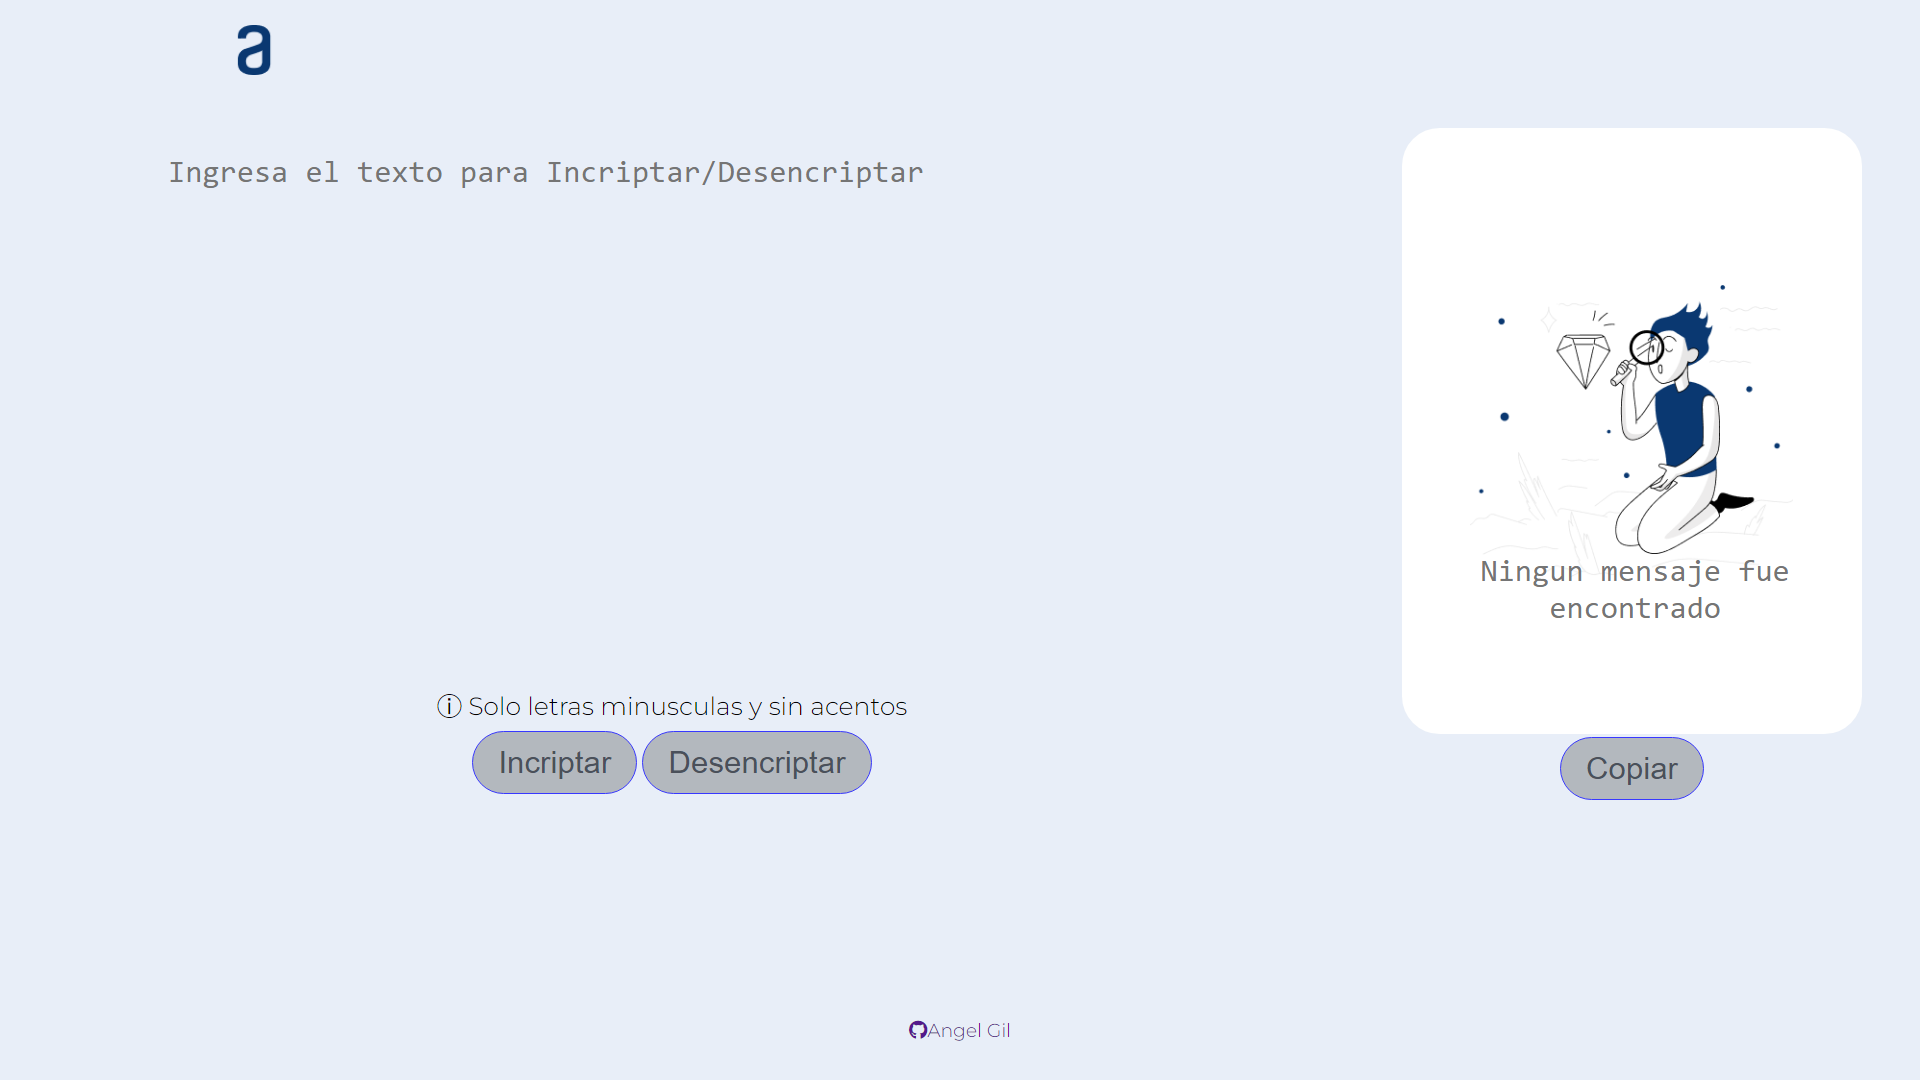 a
Ingresa el texto para Incriptar/Desencriptar
Ningun mensaje fue
encontrado
ⓘ Solo letras minusculas y sin acentos
Incriptar Desencriptar
Copiar
Angel Gil